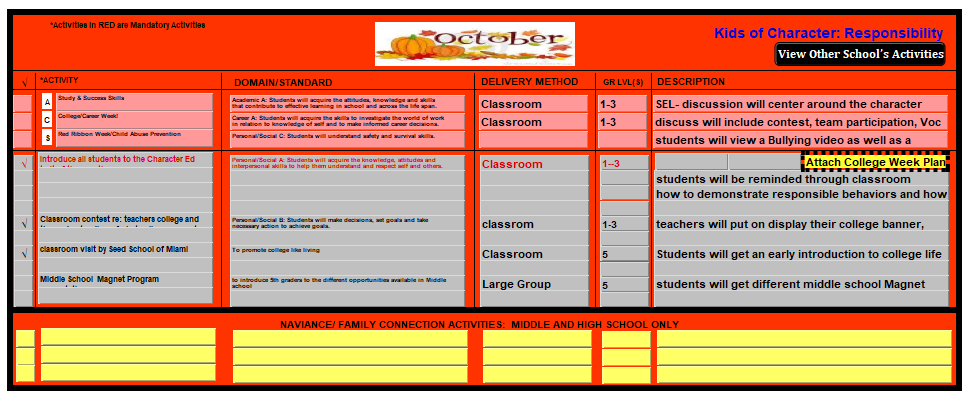 *Activities in RED are Mandatory Activities
October
Kids of Character: Responsibility
View Other School's Activities
√ *ACTIVITY DOMAIN/STANDARD DELIVERY METHOD GR LVL(S) DESCRIPTION
A Study & Success Skills
Academic A: Students will acquire the attitudes, knowledge and skills
that contribute to effective learning in school and across the life span.
Classroom 1-3 SEL- discussion will center around the character
C College/Career Week!
Career A: Students will acquire the skills to investigate the world of work
in relation to knowledge of self and to make informed career decisions.
Classroom 1-3 discuss will include contest, team participation, Voc
S Red Ribbon Week/Child Abuse Prevention
Personal/Social C: Students will understand safety and survival skills.
students will view a Bullying video as well as a
√ Introduce all students to the Character Ed
Personal/Social A: Students will acquire the knowledge, attitudes and
interpersonal skills to help them understand and respect self and others.
Classroom 1--3
Attach College Week Plan
students will be reminded through classroom
how to demonstrate responsible behaviors and how
√ Classroom contest re: teachers college and
Personal/Social B: Students will make decisions, set goals and take
necessary action to achieve goals.
classrom 1-3 teachers will put on display their college banner,
√ classroom visit by Seed School of Miami
To promote college like living
Classroom 5 Students will get an early introduction to college life
Middle School Magnet Program
to introduce 5th graders to the different opportunities available in Middle
school
Large Group 5 students will get different middle school Magnet
NAVIANCE/ FAMILY CONNECTION ACTIVITIES: MIDDLE AND HIGH SCHOOL ONLY